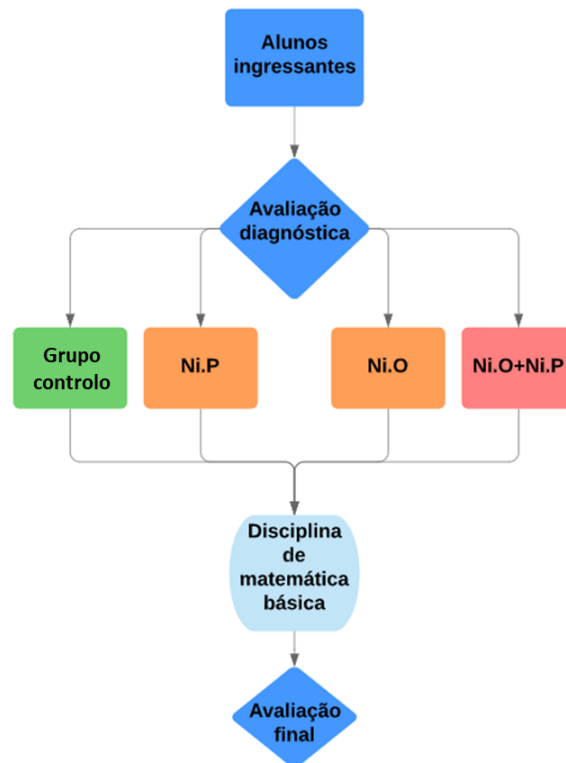 Alunos
ingressantes
Avaliação
diagnóstica
Grupo
controlo
Ni.P
Ni.O
Ni.O+Ni.P
Disciplina
de
matemática
básica
Avaliação
final